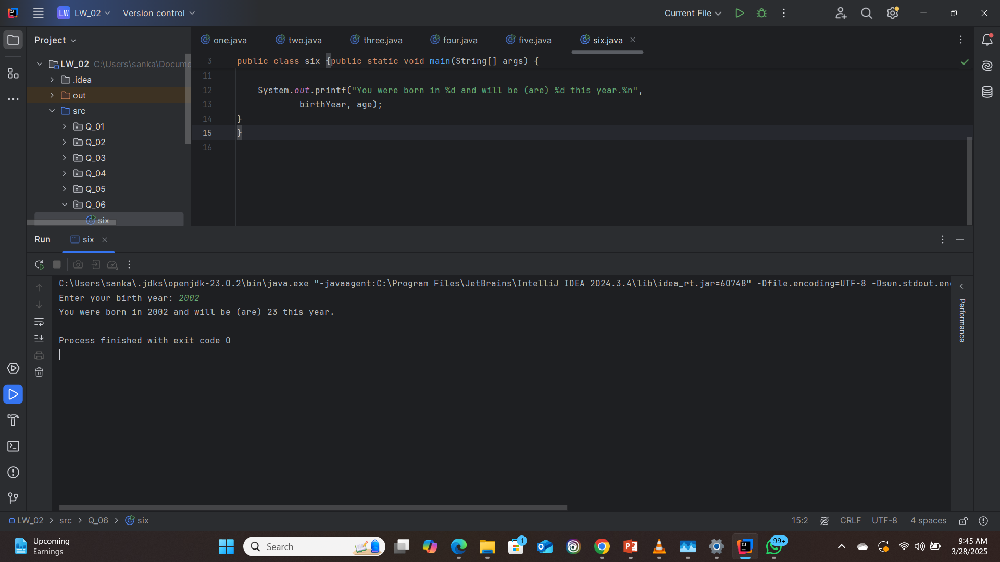 LW LW_02 Version control Current File
Project
one.java two.java three.java four.java five.java six.java
LW_02 C:\Users\sanka\Docume
.idea
out
src
Q_01
Q_02
Q_03
Q_04
Q_05
Q_06
six
3 public class six {public static void main(String[] args) {
11
12 System.out.printf("You were born in %d and will be (are) %d this year.%n",
13 birthYear, age);
14 }
15 }
16
Run six
C:\Users\sanka\.jdks\openjdk-23.0.2\bin\java.exe "-javaagent:C:\Program Files\JetBrains\IntelliJ IDEA 2024.3.4\lib\idea_rt.jar=60748" -Dfile.encoding=UTF-8 -Dsun.stdout.en
Enter your birth year: 2002
You were born in 2002 and will be (are) 23 this year.
Process finished with exit code 0
Performance
LW_02 > src > Q_06 > six 15:2 CRLF UTF-8 4 spaces
Upcoming
Earnings
Search
1
99+
9:45 AM
3/28/2025